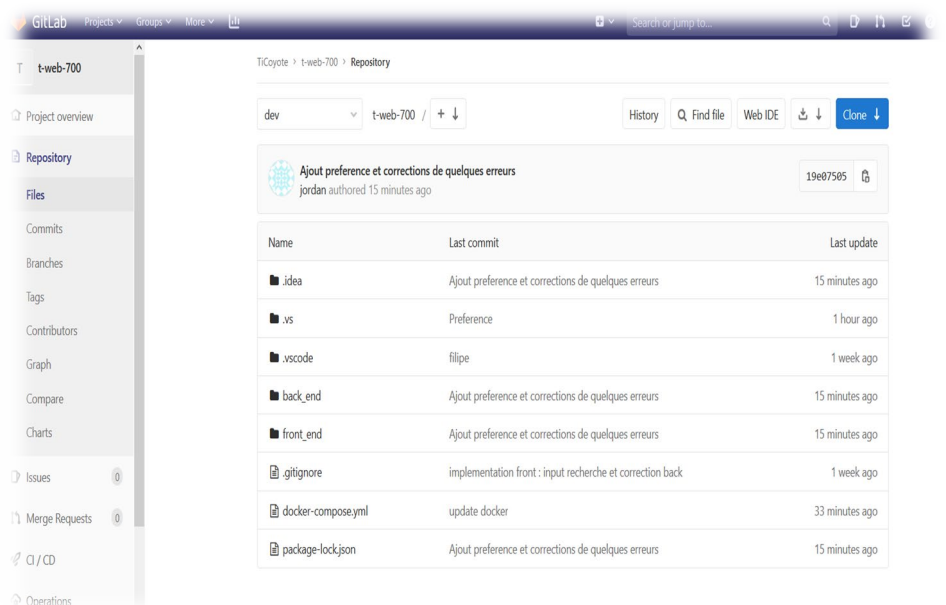 GitLab Projects Groups More Search or jump to...
T t-web-700
Project overview
Repository
Files
Commits
Branches
Tags
Contributors
Graph
Compare
Charts
Issues 0
Merge Requests 0
CI / CD
Operations
TiCoyote > t-web-700 > Repository
dev t-web-700 / + History Find file Web IDE Clone
Ajout preference et corrections de quelques erreurs
jordan authored 15 minutes ago
19e07505
Name Last commit Last update
.idea Ajout preference et corrections de quelques erreurs 15 minutes ago
.vs Preference 1 hour ago
.vscode filipe 1 week ago
back_end Ajout preference et corrections de quelques erreurs 15 minutes ago
front_end Ajout preference et corrections de quelques erreurs 15 minutes ago
.gitignore implementation front : input recherche et correction back 1 week ago
docker-compose.yml update docker 33 minutes ago
package-lock.json Ajout preference et corrections de quelques erreurs 15 minutes ago